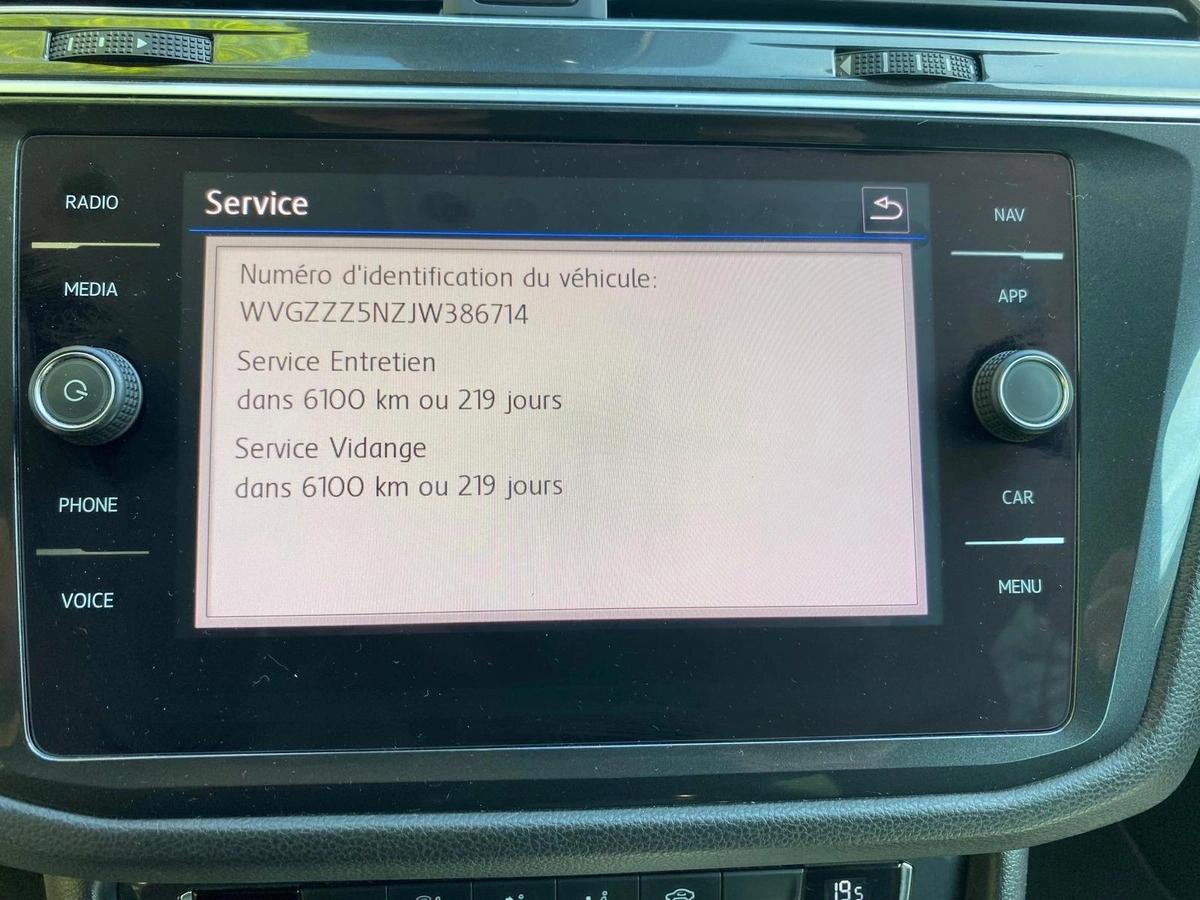 RADIO
MEDIA
PHONE
VOICE
Service
Numéro d'identification du véhicule:
WVGZZZ5NZJW386714
Service Entretien
dans 6100 km ou 219 jours
Service Vidange
dans 6100 km ou 219 jours
NAV
APP
CAR
MENU
19.5